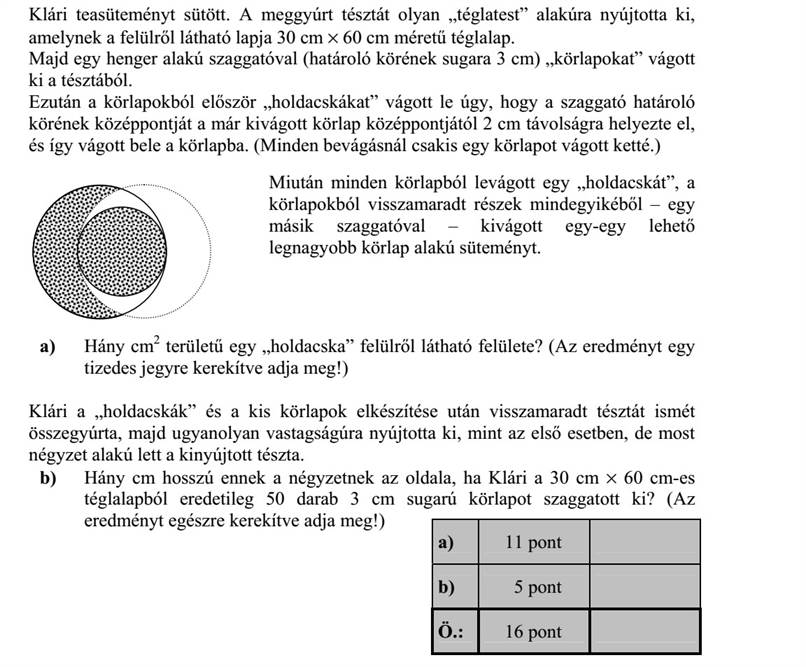 Klári teasüteményt sütött. A meggyúrt tésztát olyan „téglatest” alakúra nyújtotta ki,
amelynek a felülről látható lapja 30 cm × 60 cm méretű téglalap.
Majd egy henger alakú szaggatóval (határoló körének sugara 3 cm) „körlapokat” vágott
ki a tésztából.
Ezután a körlapokból először „holdacskákat” vágott le úgy, hogy a szaggató határoló
körének középpontját a már kivágott körlap középpontjától 2 cm távolságra helyezte el,
és így vágott bele a körlapba. (Minden bevágásnál csakis egy körlapot vágott ketté.)
Miután minden körlapból levágott egy „holdacskát”, a
körlapokból visszamaradt részek mindegyikéből – egy
másik szaggatóval – kivágott egy-egy lehető
legnagyobb körlap alakú süteményt.
a) Hány cm² területű egy „holdacska” felülről látható felülete? (Az eredményt egy
tizedes jegyre kerekítve adja meg!)
Klári a „holdacskák” és a kis körlapok elkészítése után visszamaradt tésztát ismét
összegyúrta, majd ugyanolyan vastagságúra nyújtotta ki, mint az első esetben, de most
négyzet alakú lett a kinyújtott tészta.
b) Hány cm hosszú ennek a négyzetnek az oldala, ha Klári a 30 cm × 60 cm-es
téglalapból eredetileg 50 darab 3 cm sugarú körlapot szaggatott ki? (Az
eredményt egészre kerekítve adja meg!)
a) 11 pont
b) 5 pont
Ö.: 16 pont